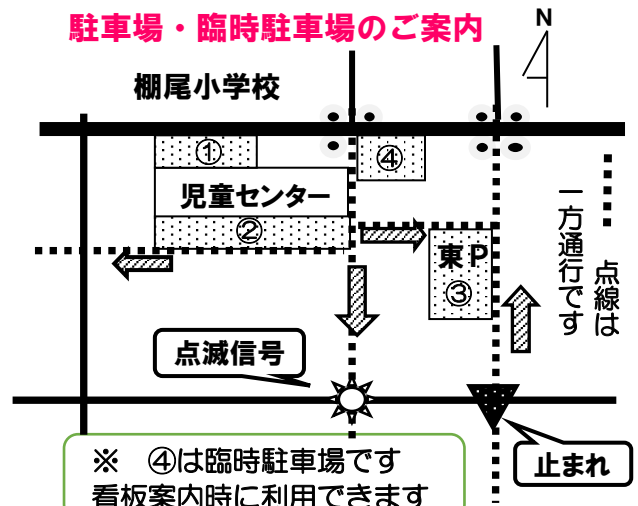 駐車場・臨時駐車場のご案内
N
棚尾小学校
①
④
児童センター
②
東P
③
点線は
一方通行です
点滅信号
止まれ
※ ④は臨時駐車場です
看板案内時に利用できます